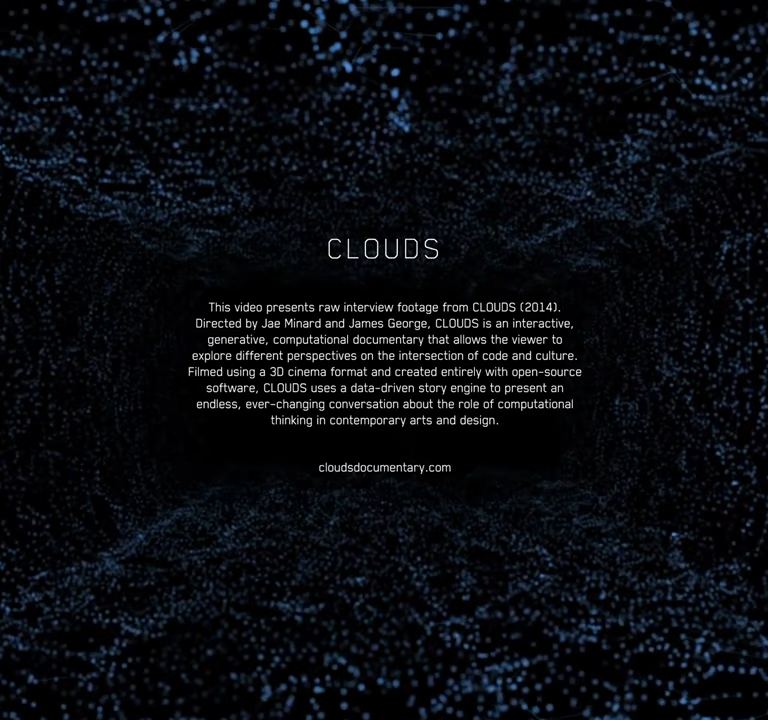 CLOUDS
This video presents raw interview footage from CLOUDS (2014).
Directed by Jae Minard and James George, CLOUDS is an interactive,
generative, computational documentary that allows the viewer to
explore different perspectives on the intersection of code and culture.
Filmed using a 3D cinema format and created entirely with open-source
software, CLOUDS uses a data-driven story engine to present an
endless, ever-changing conversation about the role of computational
thinking in contemporary arts and design.
cloudsdocumentary.com